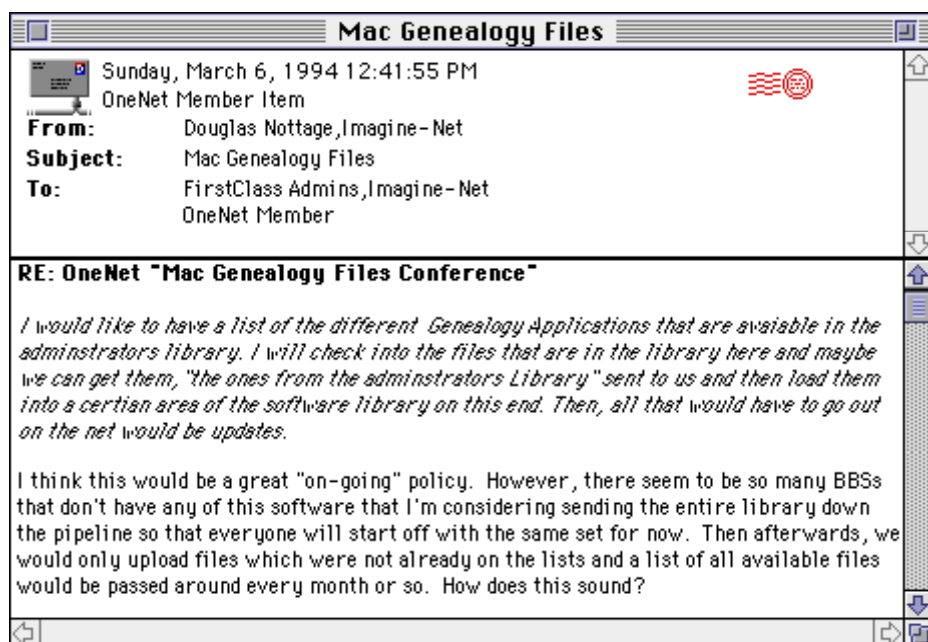 Mac Genealogy Files
Sunday, March 6, 1994 12:41:55 PM
OneNet Member Item
From: Douglas Nottage,Imagine-Net
Subject: Mac Genealogy Files
To: FirstClass Admins,Imagine-Net
OneNet Member
RE: OneNet "Mac Genealogy Files Conference"
I would like to have a list of the different Genealogy Applications that are avaiable in the
adminstrators library. I will check into the files that are in the library here and maybe
we can get them, "the ones from the adminstrators Library" sent to us and then load them
into a certian area of the software library on this end. Then, all that would have to go out
on the net would be updates.
I think this would be a great "on-going" policy. However, there seem to be so many BBSs
that don't have any of this software that I'm considering sending the entire library down
the pipeline so that everyone will start off with the same set for now. Then afterwards, we
would only upload files which were not already on the lists and a list of all available files
would be passed around every month or so. How does this sound?